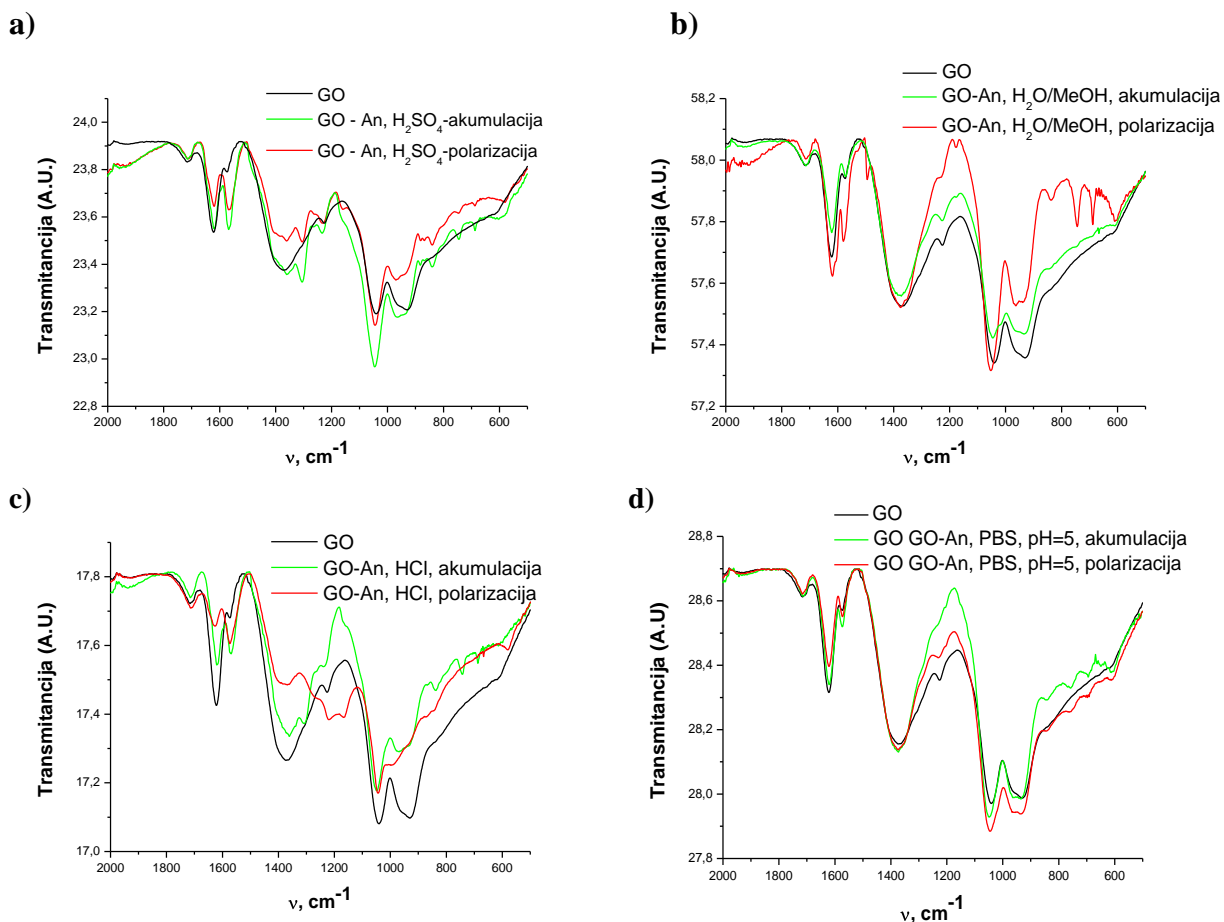 a)
GO
GO - An, H₂SO₄-akumulacija
GO - An, H₂SO₄-polarizacija
Transmitancija (A.U.)
24,0
23,8
23,6
23,4
23,2
23,0
22,8
2000 1800 1600 1400 1200 1000 800 600
ν, cm⁻¹
b)
GO
GO-An, H₂O/MeOH, akumulacija
GO-An, H₂O/MeOH, polarizacija
Transmitancija (A.U.)
58,2
58,0
57,8
57,6
57,4
57,2
2000 1800 1600 1400 1200 1000 800 600
ν, cm⁻¹
c)
GO
GO-An, HCl, akumulacija
GO-An, HCl, polarizacija
Transmitancija (A.U.)
17,8
17,6
17,4
17,2
17,0
2000 1800 1600 1400 1200 1000 800 600
ν, cm⁻¹
d)
GO
GO GO-An, PBS, pH=5, akumulacija
GO GO-An, PBS, pH=5, polarizacija
Transmitancija (A.U)
28,8
28,6
28,4
28,2
28,0
27,8
2000 1800 1600 1400 1200 1000 800 600
ν, cm⁻¹